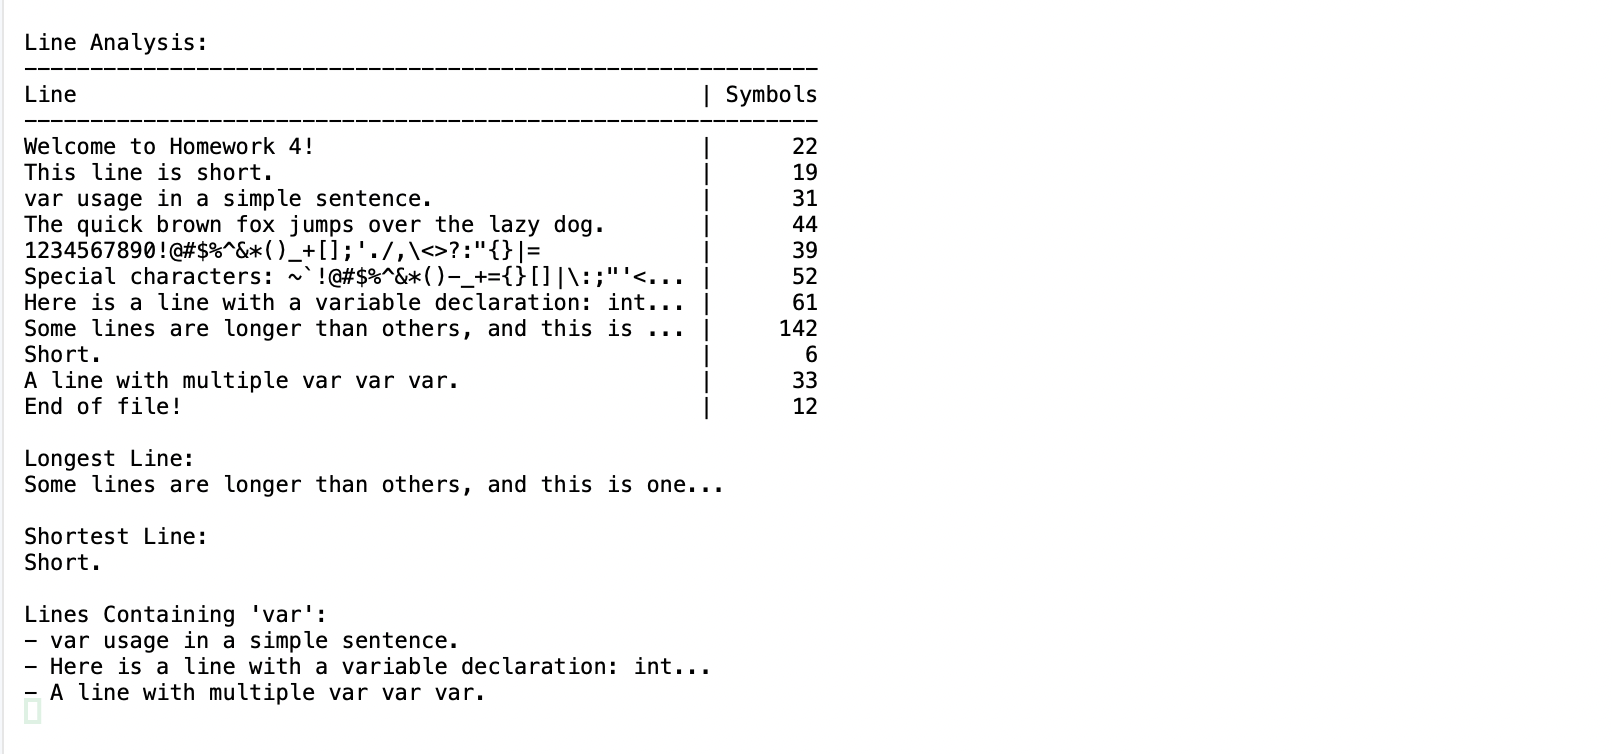 Line Analysis:
------------------------------------------------------------
Line                                               | Symbols
------------------------------------------------------------
Welcome to Homework 4!                             |      22
This line is short.                                |      19
var usage in a simple sentence.                    |      31
The quick brown fox jumps over the lazy dog.       |      44
1234567890!@#$%^&*()_+[];'./,\<>?:"{}|=            |      39
Special characters: ~`!@#$%^&*()-_+={}[]|\:;"'<... |      52
Here is a line with a variable declaration: int... |      61
Some lines are longer than others, and this is ... |     142
Short.                                             |       6
A line with multiple var var var.                  |      33
End of file!                                       |      12

Longest Line:
Some lines are longer than others, and this is one...

Shortest Line:
Short.

Lines Containing 'var':
- var usage in a simple sentence.
- Here is a line with a variable declaration: int...
- A line with multiple var var var.